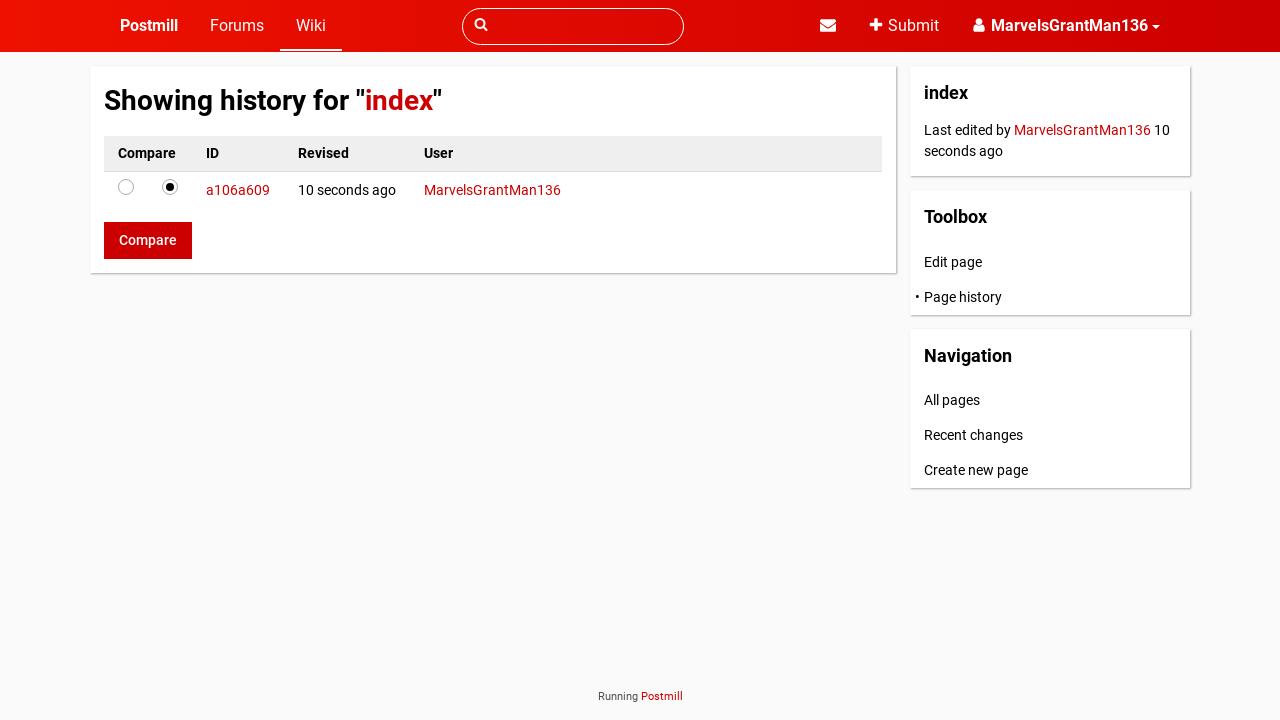 Postmill Forums Wiki Submit MarvelsGrantMan136
Showing history for "index"
Compare ID Revised User
a106a609 10 seconds ago MarvelsGrantMan136
Compare
index
Last edited by MarvelsGrantMan136 10
seconds ago
Toolbox
Edit page
• Page history
Navigation
All pages
Recent changes
Create new page
Running Postmill